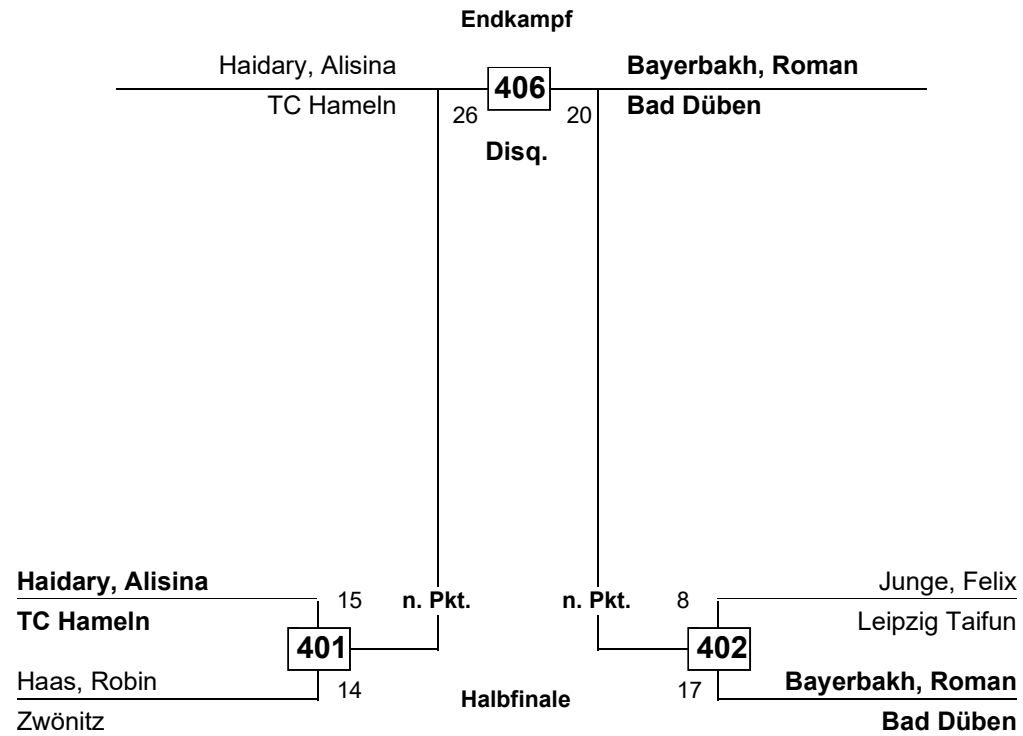 Endkampf
Haidary, Alisina
TC Hameln
26
406
20
Bayerbakh, Roman
Bad Düben
Disq.
Haidary, Alisina
TC Hameln
15
n. Pkt.
401
Haas, Robin
Zwönitz
14
Halbfinale
n. Pkt.
8
Junge, Felix
Leipzig Taifun
402
17
Bayerbakh, Roman
Bad Düben